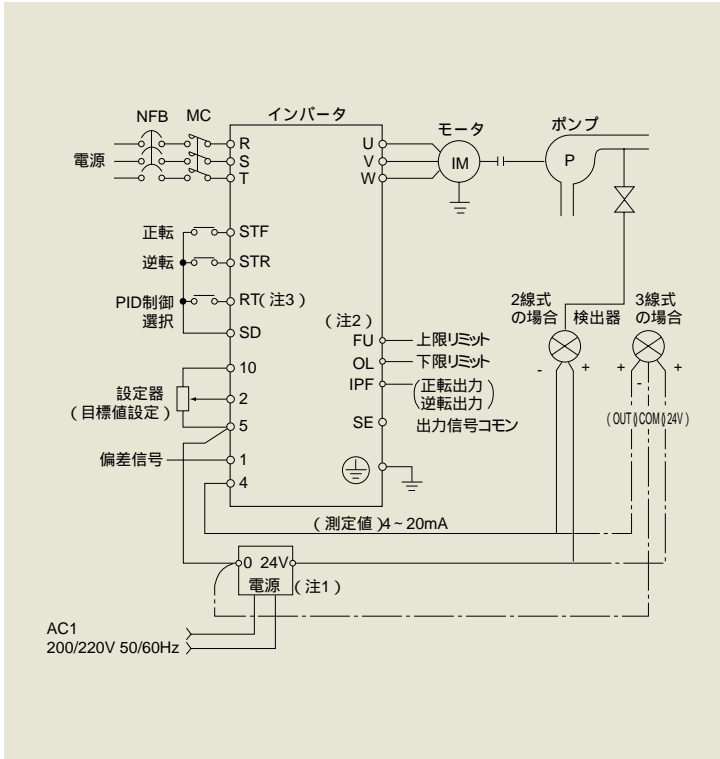 NFB MC インバータ
モータ
ポンプ
電源
R
S
T
U
V
W
IM
P
正転
STF
逆転
STR
PID制御
選択
RT(注3)
SD
(注2)
FU
上限リミット
OL
下限リミット
IPF
(正転出力
逆転出力)
SE
出力信号コモン
2線式
の場合
検出器
3線式
の場合
- +
+ - +
(OUT)(COM)(24V)
10
設定器
(目標値設定)
2
5
偏差信号
1
4
(測定値)4~20mA
0 24V
電源
(注1)
AC1
200/220V 50/60Hz